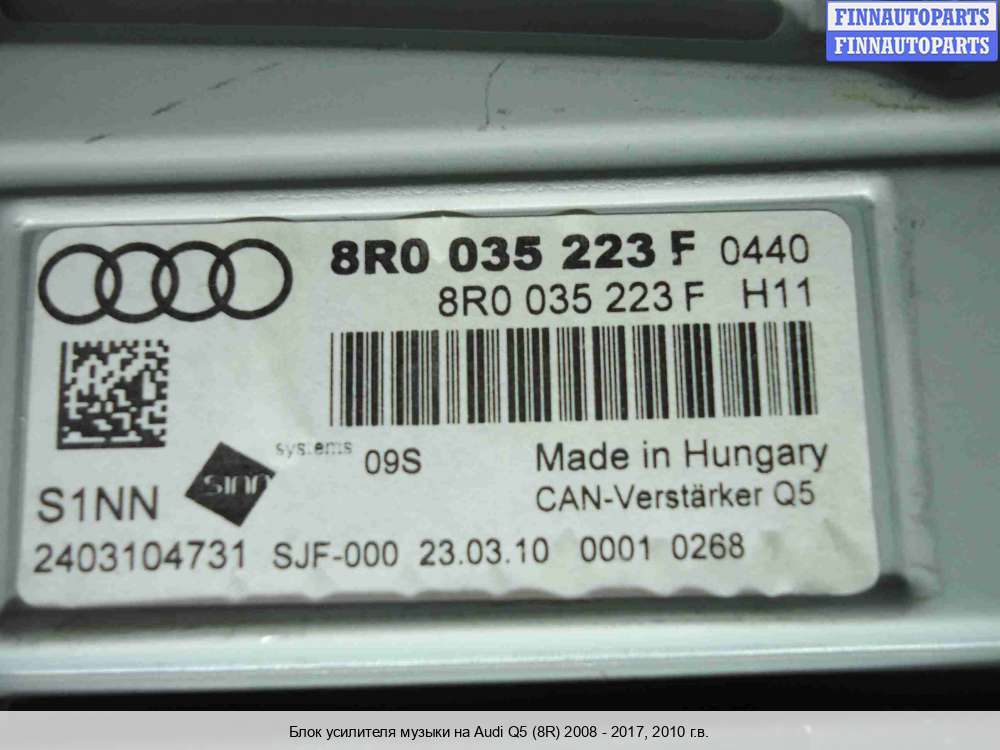 FINNAUTOPARTS
FINNAUTOPARTS
8R0 035 223 F 0440
8R0 035 223 F H11
systems 09S Made in Hungary
S1NN sınn CAN-Verstärker Q5
2403104731 SJF-000 23.03.10 0001 0268
Блок усилителя музыки на Audi Q5 (8R) 2008 - 2017, 2010 г.в.